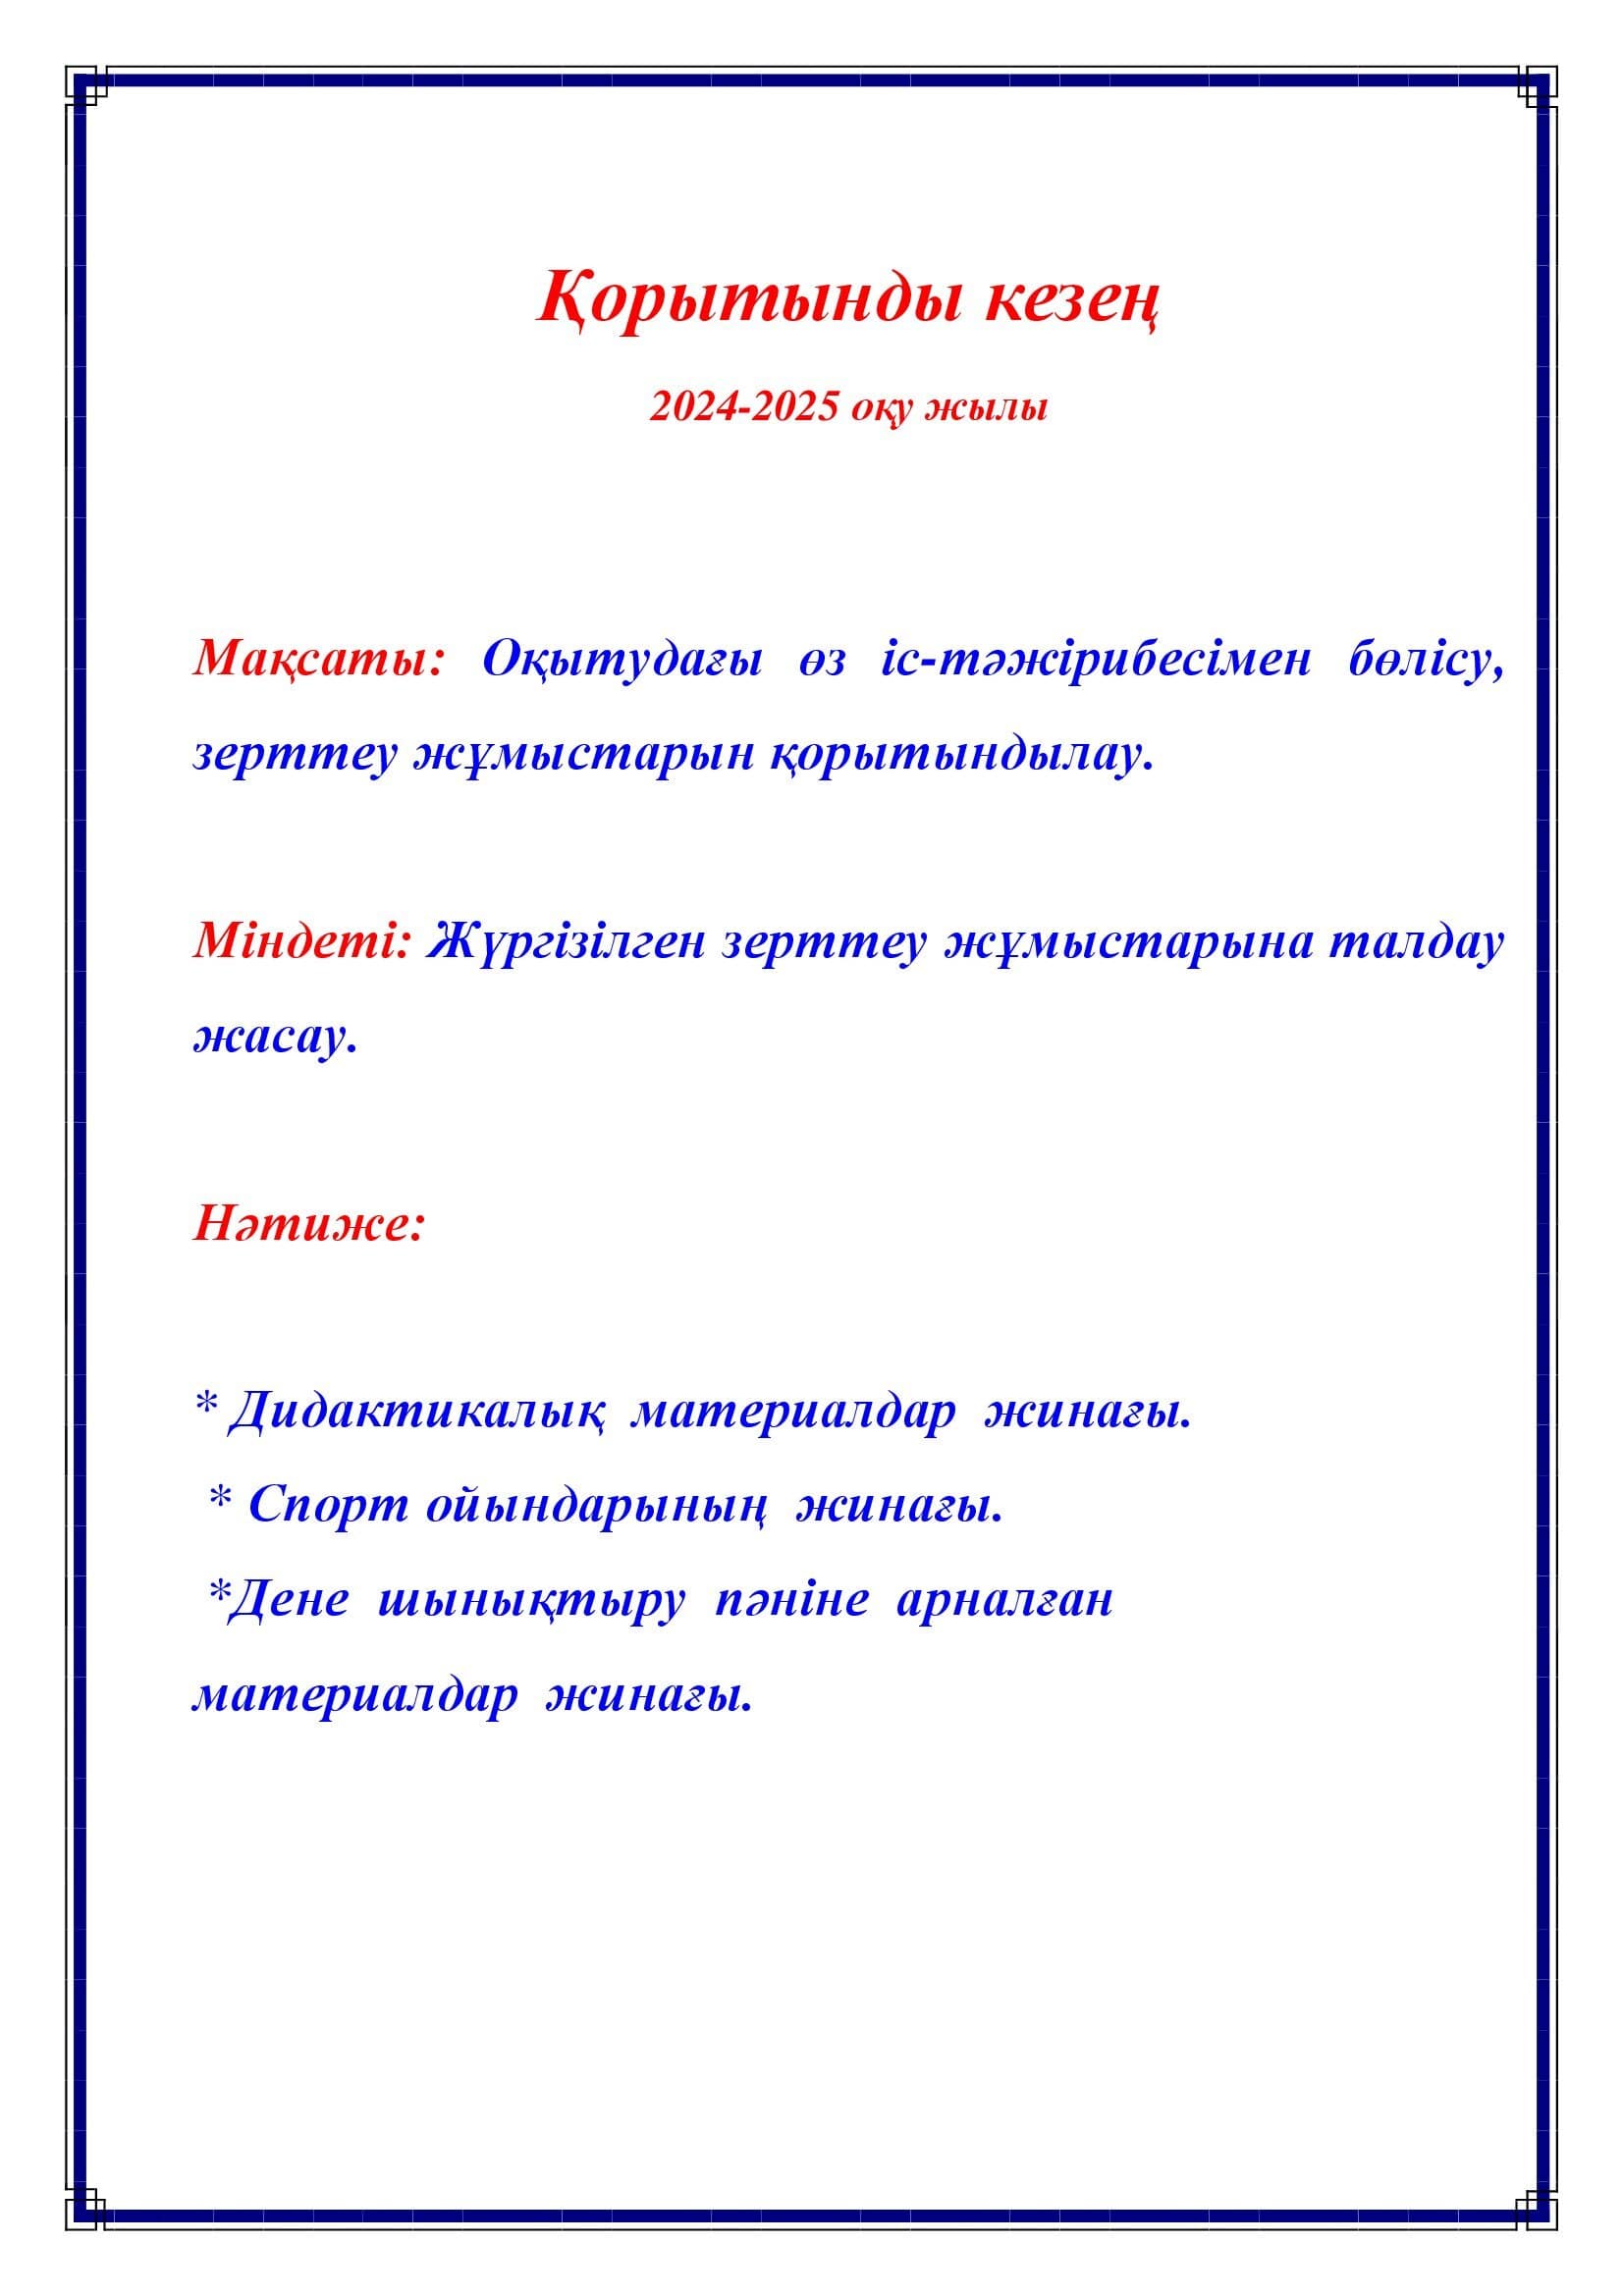 Қорытынды кезең
2024-2025 оқу жылы
Мақсаты: Оқытудағы өз іс-тәжірибесімен бөлісу,
зерттеу жұмыстарын қорытындылау.
Міндеті: Жүргізілген зерттеу жұмыстарына талдау
жасау.
Нәтиже:
* Дидактикалық материалдар жинағы.
* Спорт ойындарының жинағы.
*Дене шынықтыру пәніне арналған
материалдар жинағы.